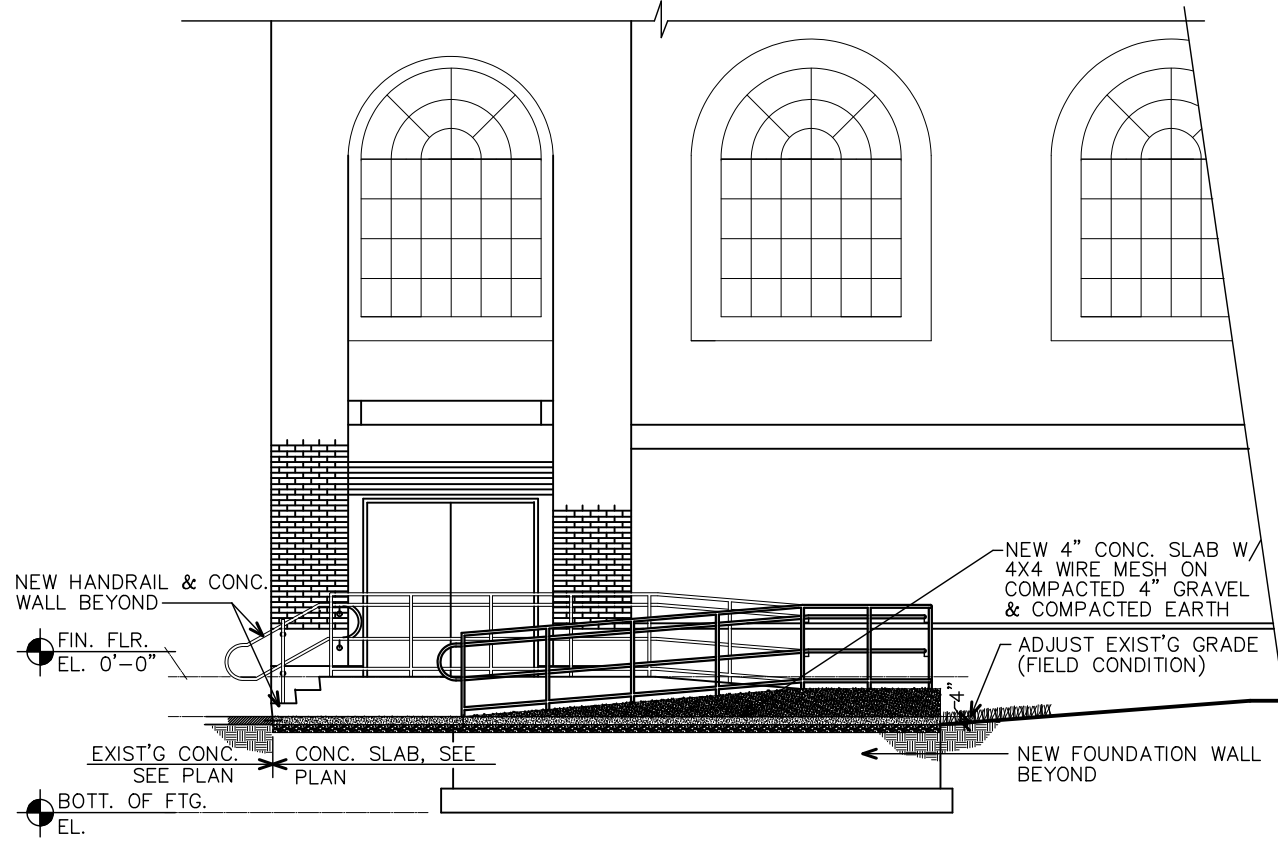 NEW 4" CONC. SLAB W/
4X4 WIRE MESH ON
COMPACTED 4" GRAVEL
& COMPACTED EARTH
NEW HANDRAIL & CONC.
WALL BEYOND
FIN. FLR.
EL. 0'-0"
ADJUST EXIST'G GRADE
(FIELD CONDITION)
4"
EXIST'G CONC.
SEE PLAN
CONC. SLAB, SEE
PLAN
NEW FOUNDATION WALL
BEYOND
BOTT. OF FTG.
EL.